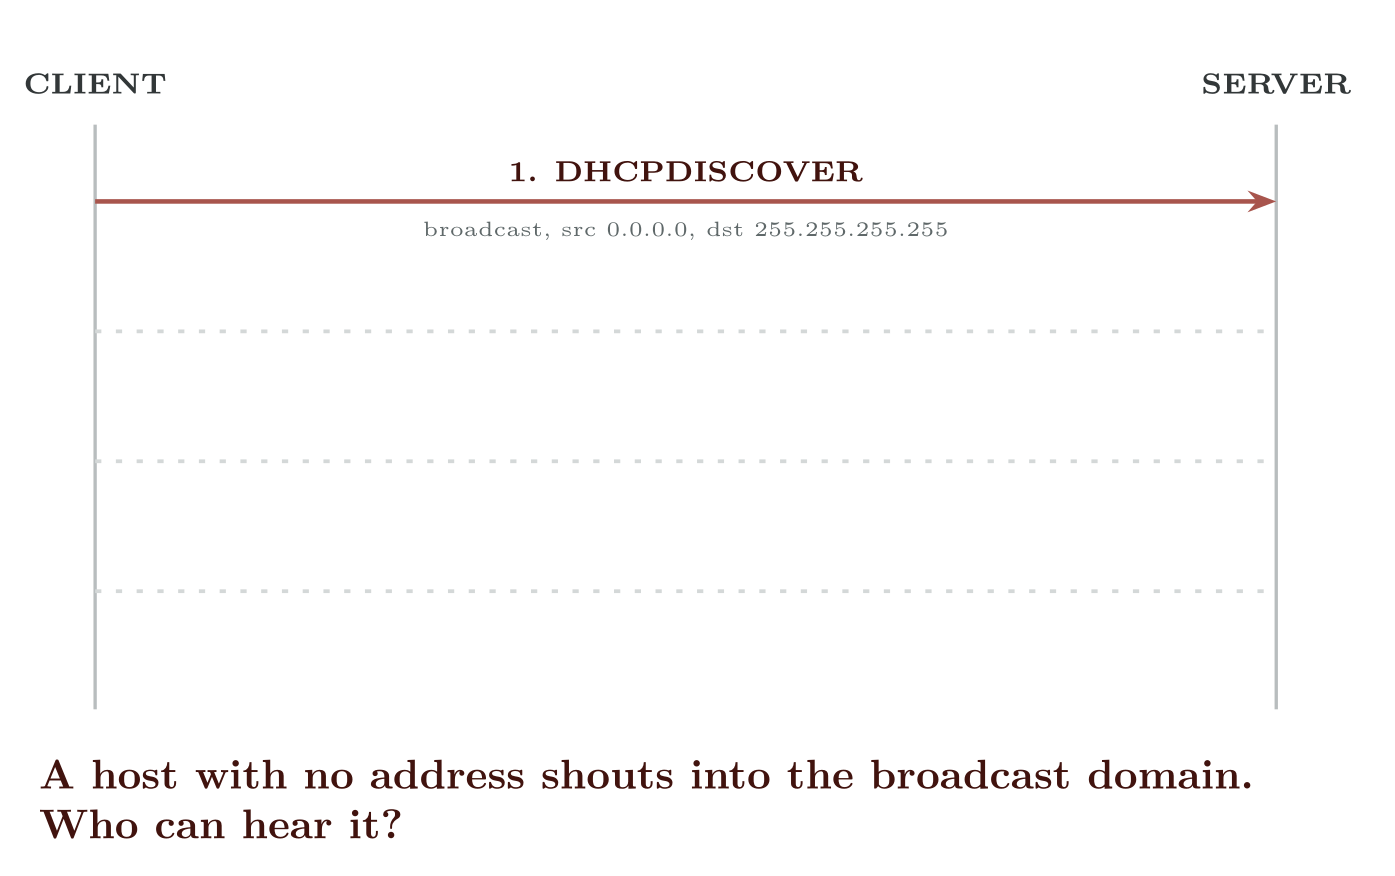 CLIENT
SERVER
1. DHCPDISCOVER
broadcast, src 0.0.0.0, dst 255.255.255.255
A host with no address shouts into the broadcast domain.
Who can hear it?